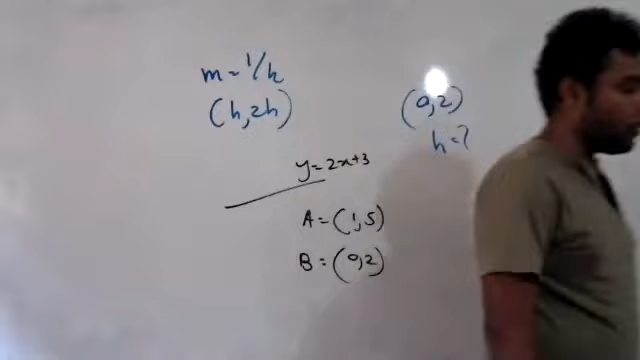 m = 1/h
(h, 2h)
(0,2)
h = ?
y = 2x+3
A = (1, 5)
B = (0,2)